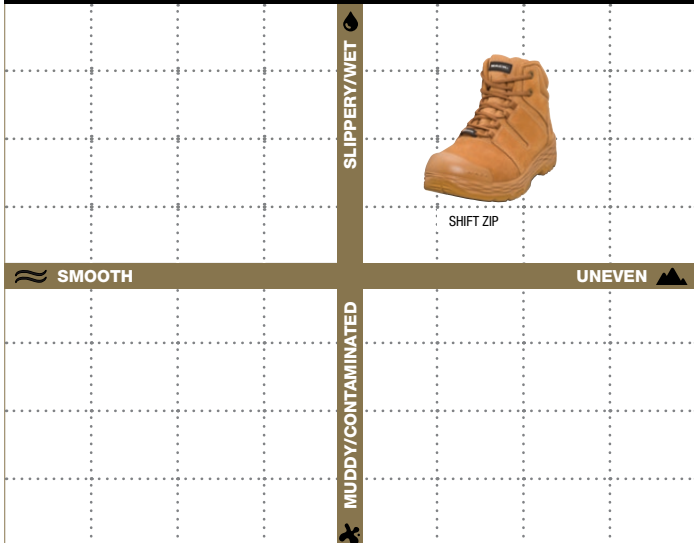 SLIPPERY/WET
SHIFT ZIP
SMOOTH
UNEVEN
MUDDY/CONTAMINATED